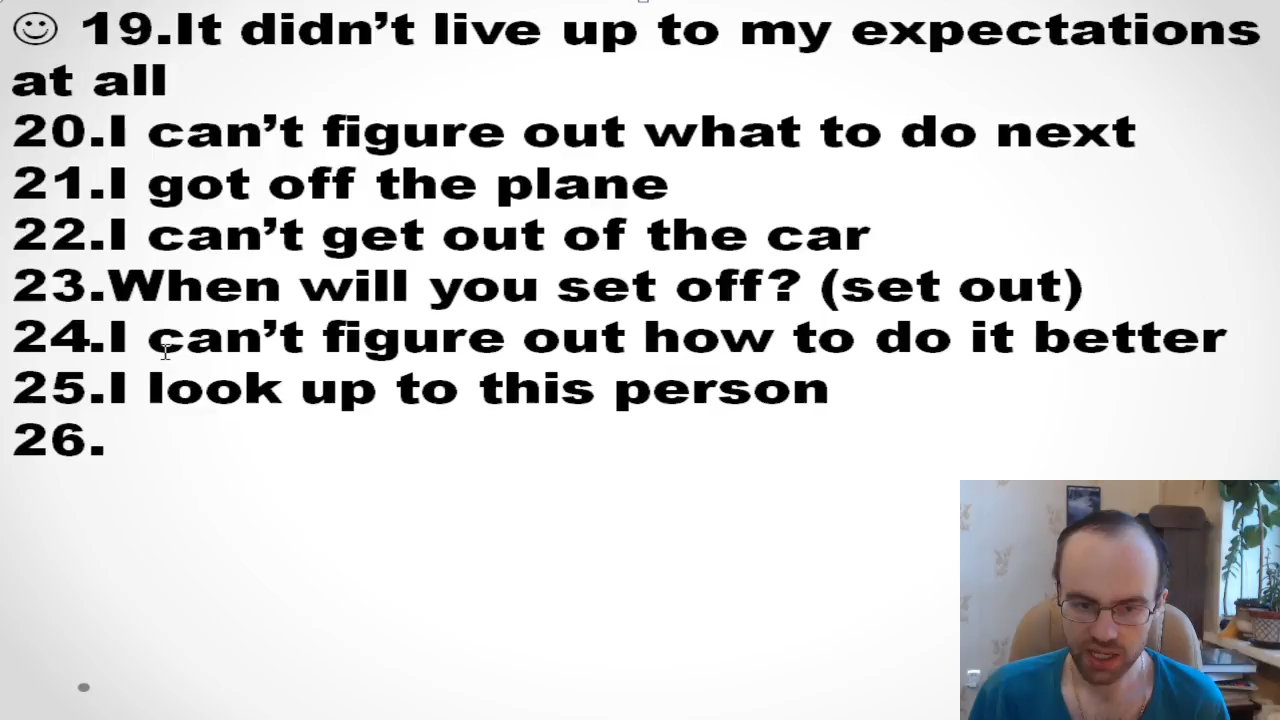 ☺ 19.It didn’t live up to my expectations
at all
20.I can’t figure out what to do next
21.I got off the plane
22.I can’t get out of the car
23.When will you set off? (set out)
24.I can’t figure out how to do it better
25.I look up to this person
26.